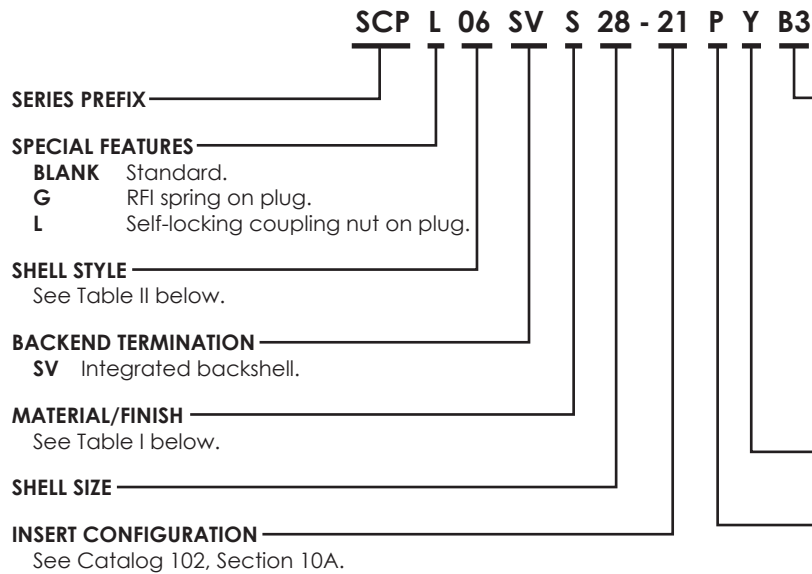 SCP L 06 SV S 28 - 21 P Y B3
SERIES PREFIX
SPECIAL FEATURES
BLANK Standard.
G RFI spring on plug.
L Self-locking coupling nut on plug.
SHELL STYLE
See Table II below.
BACKEND TERMINATION
SV Integrated backshell.
MATERIAL/FINISH
See Table I below.
SHELL SIZE
INSERT CONFIGURATION
See Catalog 102, Section 10A.